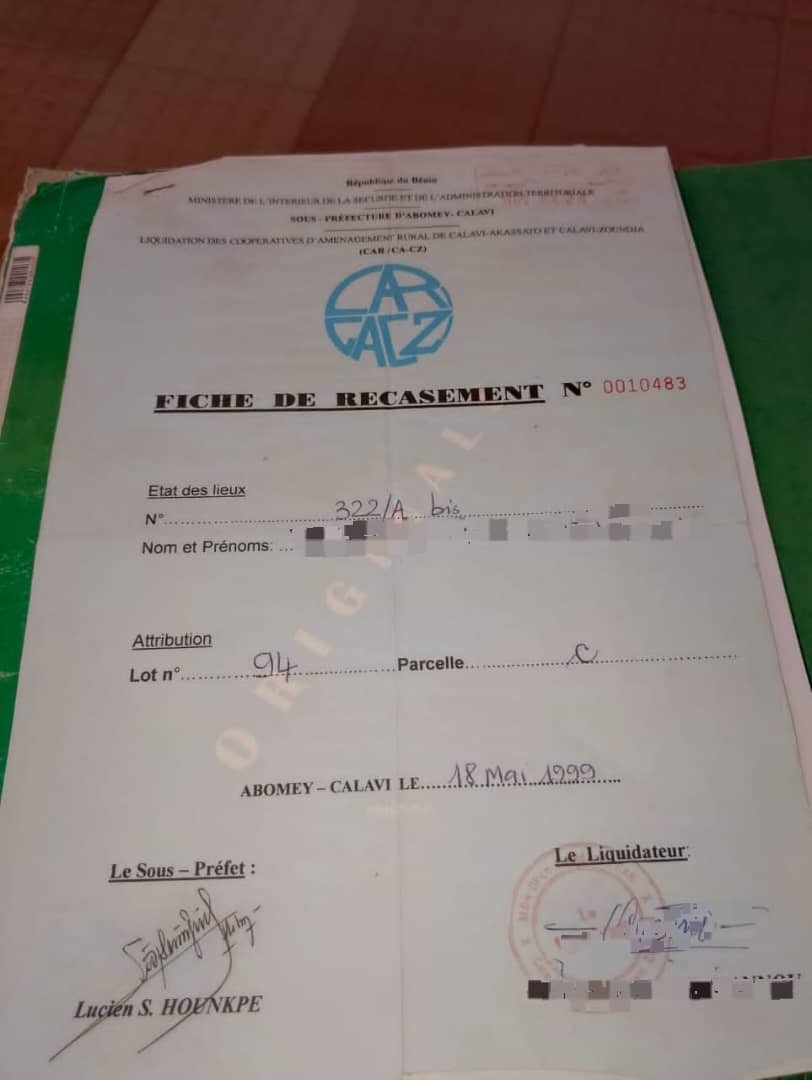 République du Bénin
MINISTERE DE L'INTERIEUR DE LA SECURITE ET DE L'ADMINISTRATION TERRITORIALE
SOUS - PRÉFECTURE D'ABOMEY- CALAVI
LIQUIDATION DES COOPERATIVES D'AMENAGEMENT RURAL DE CALAVI-AKASSATO ET CALAVI-ZOUNDJA
(CAR /CA-CZ)
CAR
CACZ
FICHE DE RECASEMENT N° 0010483
ORIGINAL
Etat des lieux
N° 322/A bis
Nom et Prénoms:
Attribution
Lot n° 94 Parcelle C
ABOMEY – CALAVI LE 18 Mai 1999
Le Sous – Préfet :
Le Liquidateur:
Lucien S. HOUNKPE